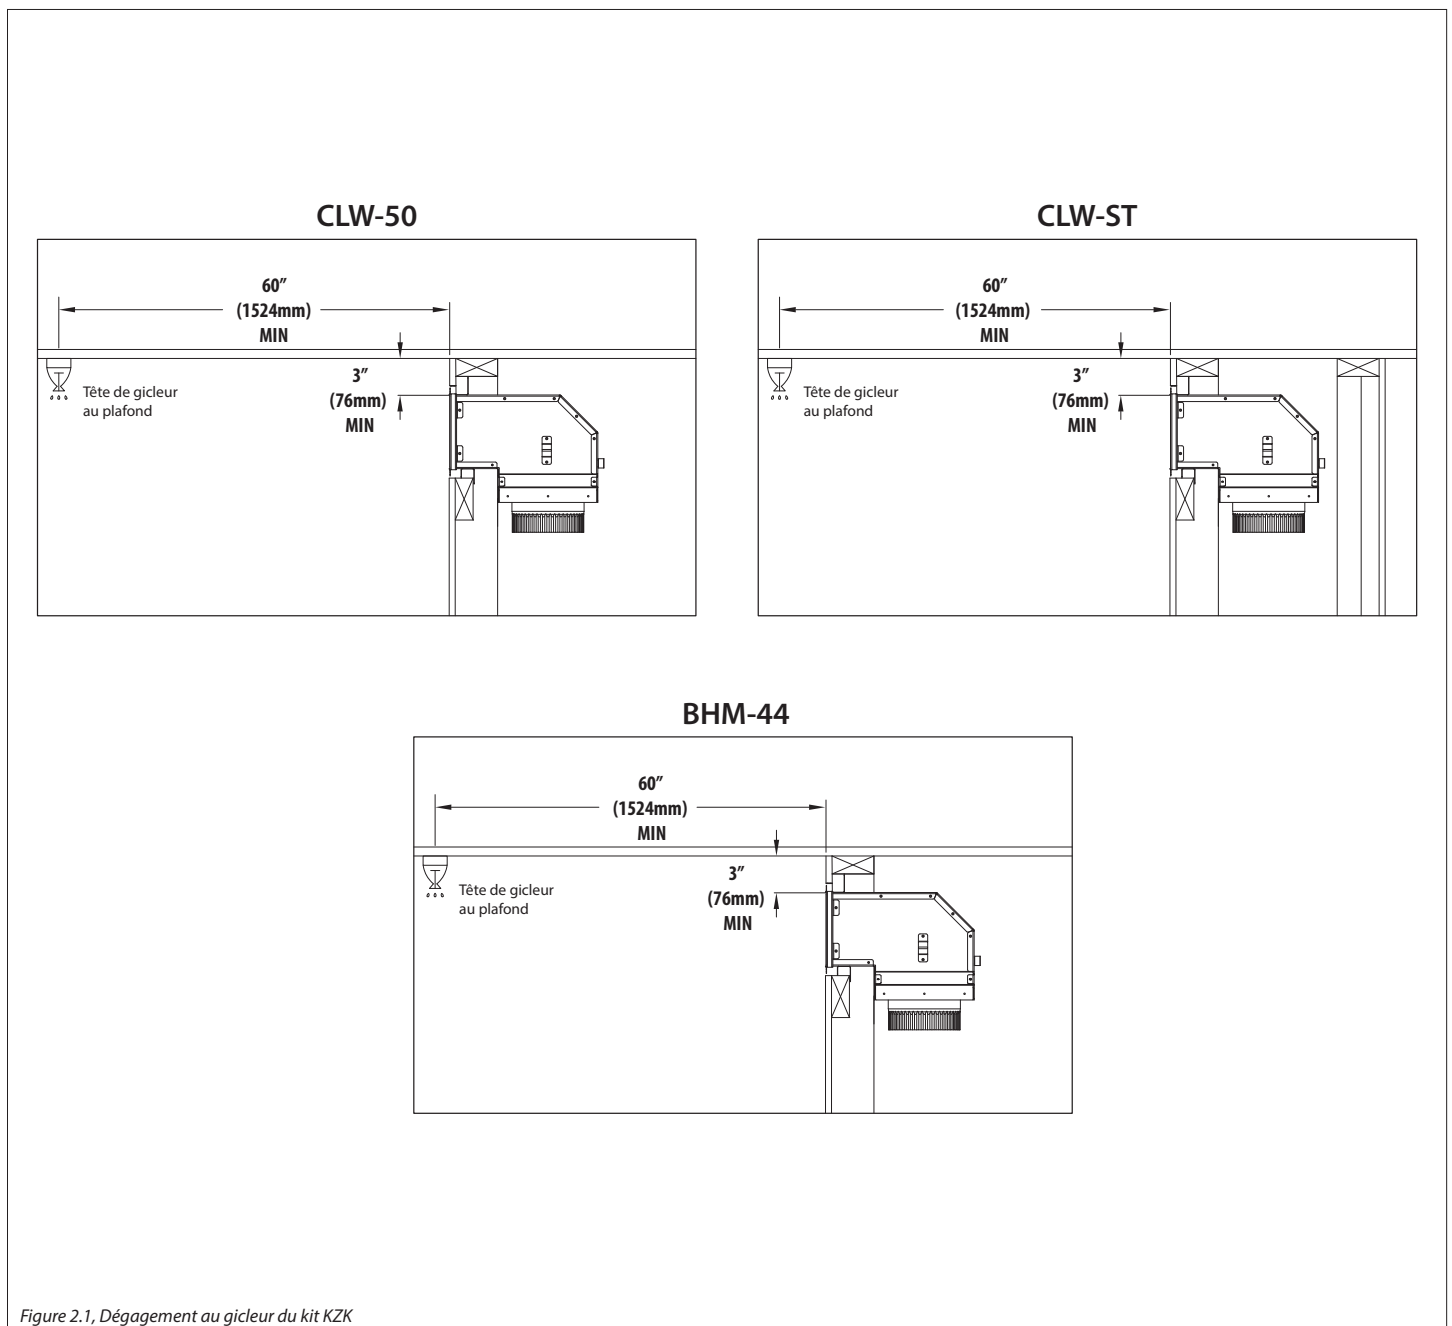 CLW-50
60”
(1524mm)
MIN
3”
(76mm)
MIN
Tête de gicleur
au plafond
CLW-ST
60”
(1524mm)
MIN
3”
(76mm)
MIN
Tête de gicleur
au plafond
BHM-44
60”
(1524mm)
MIN
3”
(76mm)
MIN
Tête de gicleur
au plafond
Figure 2.1, Dégagement au gicleur du kit KZK